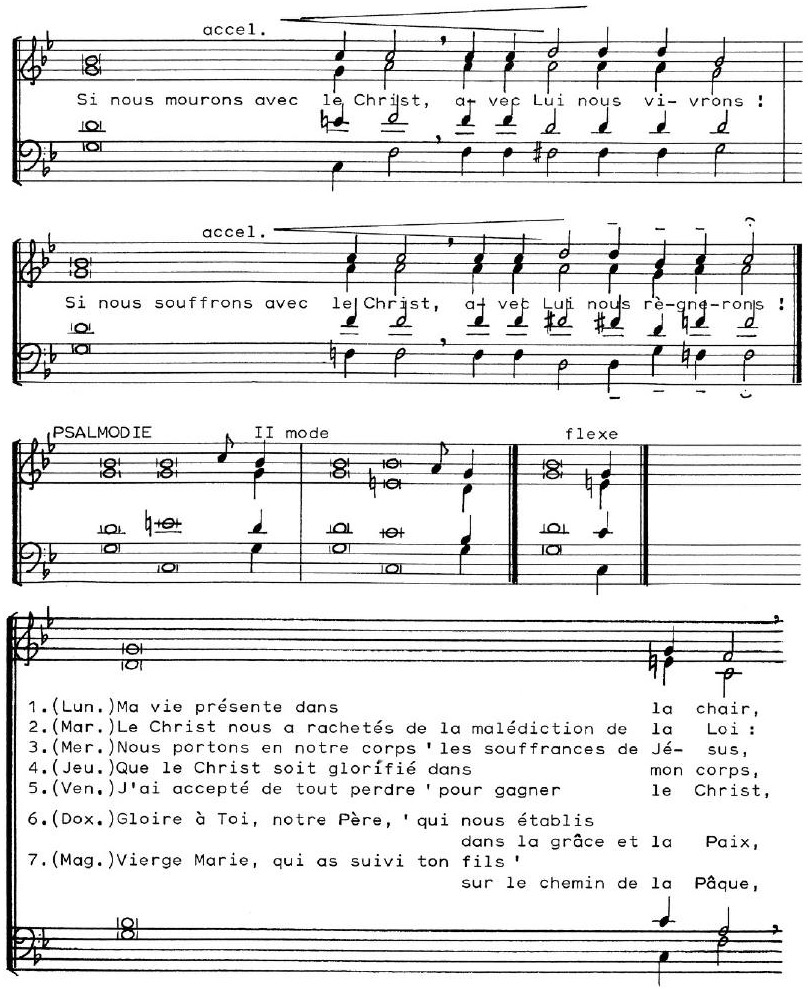 accel.
Si nous mourons avec le Christ, a- vec Lui nous vi- vrons !
accel.
Si nous souffrons avec le Christ, a- vec Lui nous rè-gne-rons !
PSALMODIE II mode flexe
1.(Lun.)Ma vie présente dans la chair,
2.(Mar.)Le Christ nous a rachetés de la malédiction de la Loi :
3.(Mer.)Nous portons en notre corps ' les souffrances de Jé- sus,
4.(Jeu.)Que le Christ soit glorifié dans mon corps,
5.(Ven.)J'ai accepté de tout perdre ' pour gagner le Christ,
6.(Dox.)Gloire à Toi, notre Père, ' qui nous établis
dans la grâce et la Paix,
7.(Mag.)Vierge Marie, qui as suivi ton fils '
sur le chemin de la Pâque,